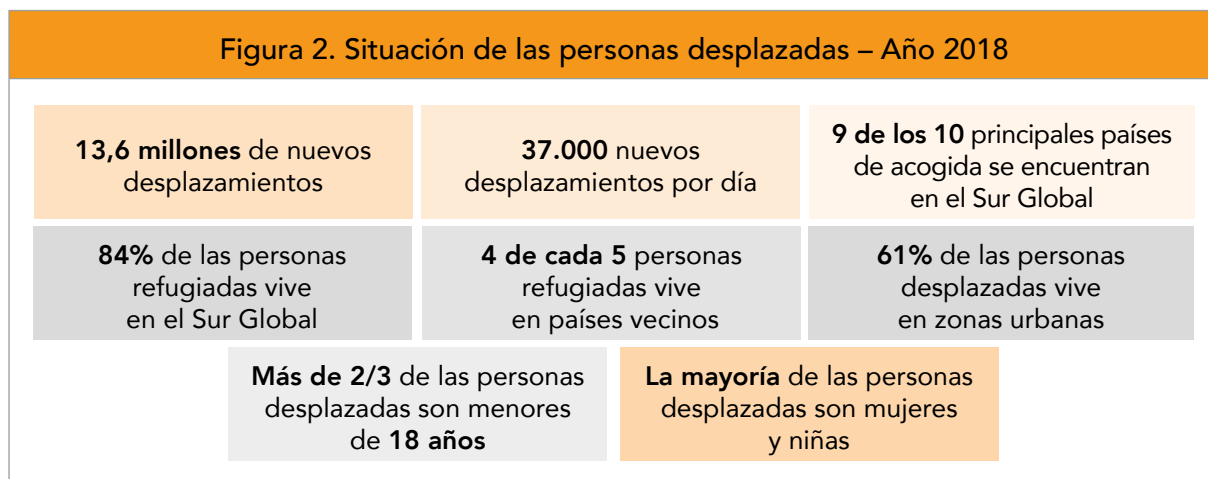 Figura 2. Situación de las personas desplazadas – Año 2018
13,6 millones de nuevos
desplazamientos
37.000 nuevos
desplazamientos por día
9 de los 10 principales países
de acogida se encuentran
en el Sur Global
84% de las personas
refugiadas vive
en el Sur Global
4 de cada 5 personas
refugiadas vive
en países vecinos
61% de las personas
desplazadas vive
en zonas urbanas
Más de 2/3 de las personas
desplazadas son menores
de 18 años
La mayoría de las personas
desplazadas son mujeres
y niñas